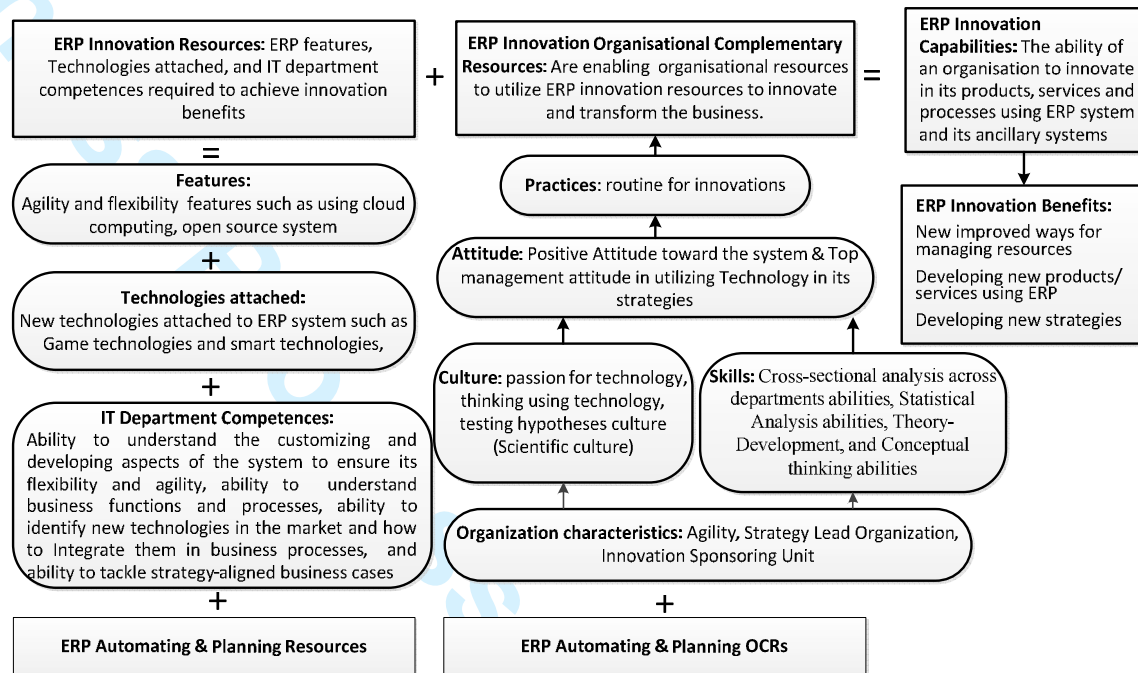 ERP Innovation Resources: ERP features,
Technologies attached, and IT department
competences required to achieve innovation
benefits
+
ERP Innovation Organisational Complementary
Resources: Are enabling organisational resources
to utilize ERP innovation resources to innovate
and transform the business.
=
ERP Innovation
Capabilities: The ability of
an organisation to innovate
in its products, services and
processes using ERP system
and its ancillary systems
=
Features:
Agility and flexibility features such as using cloud
computing, open source system
+
Technologies attached:
New technologies attached to ERP system such as
Game technologies and smart technologies,
+
IT Department Competences:
Ability to understand the customizing and
developing aspects of the system to ensure its
flexibility and agility, ability to understand
business functions and processes, ability to
identify new technologies in the market and how
to Integrate them in business processes, and
ability to tackle strategy-aligned business cases
+
ERP Automating & Planning Resources
Practices: routine for innovations
Attitude: Positive Attitude toward the system & Top
management attitude in utilizing Technology in its
strategies
Culture: passion for technology,
thinking using technology,
testing hypotheses culture
(Scientific culture)
Skills: Cross-sectional analysis across
departments abilities, Statistical
Analysis abilities, Theory-
Development, and Conceptual
thinking abilities
Organization characteristics: Agility, Strategy Lead Organization,
Innovation Sponsoring Unit
+
ERP Automating & Planning OCRs
ERP Innovation Benefits:
New improved ways for
managing resources
Developing new products/
services using ERP
Developing new strategies